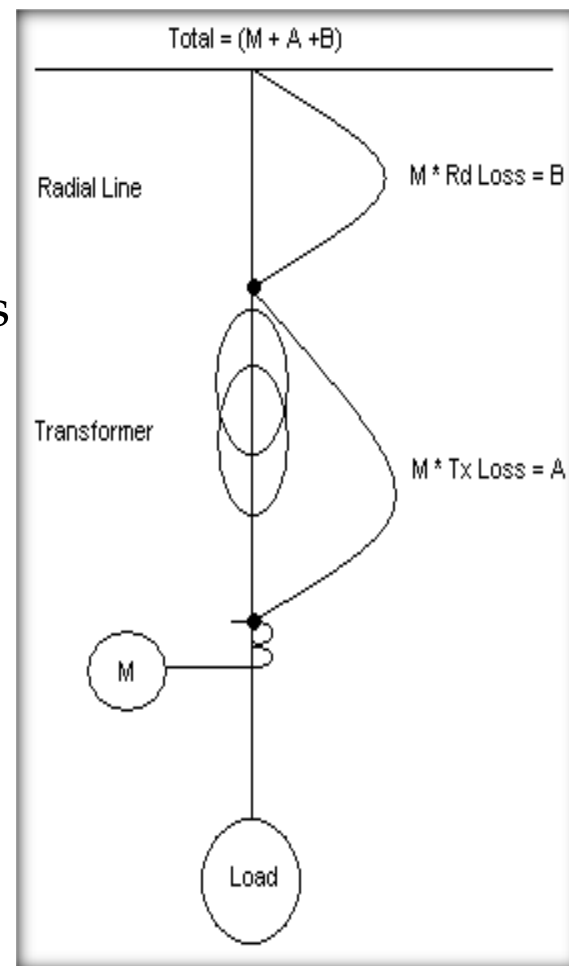 Total = (M + A +B)
Radial Line
M * Rd Loss = B
s
Transformer
M * Tx Loss = A
M
Load